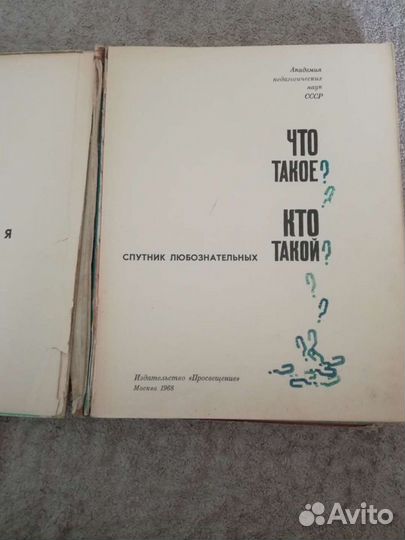 Академия
педагогических
наук
СССР
ЧТО
ТАКОЕ?
?
КТО
ТАКОЙ?
СПУТНИК ЛЮБОЗНАТЕЛЬНЫХ
Я
Издательство «Просвещение»
Москва 1968
Avito